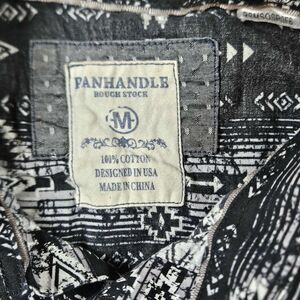 PANHANDLE
ROUGH STOCK
M
100% COTTON
DESIGNED IN USA
MADE IN CHINA